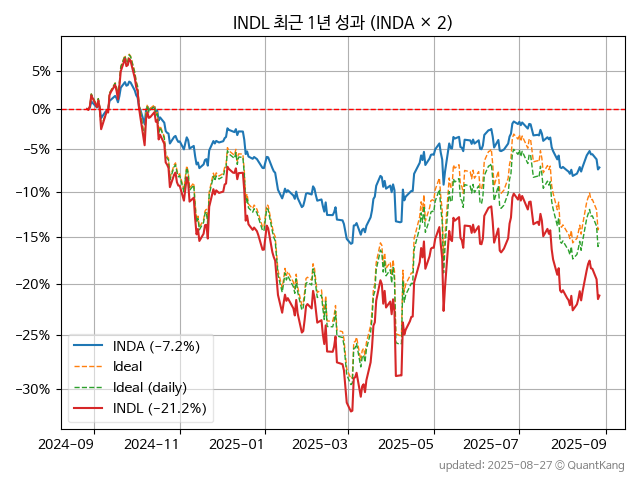 INDL 최근 1년 성과 (INDA × 2)
5%
0%
−5%
−10%
−15%
−20%
−25%
−30%
INDA (−7.2%)
Ideal
Ideal (daily)
INDL (−21.2%)
2024-09 2024-11 2025-01 2025-03 2025-05 2025-07 2025-09
updated: 2025-08-27 © QuantKang